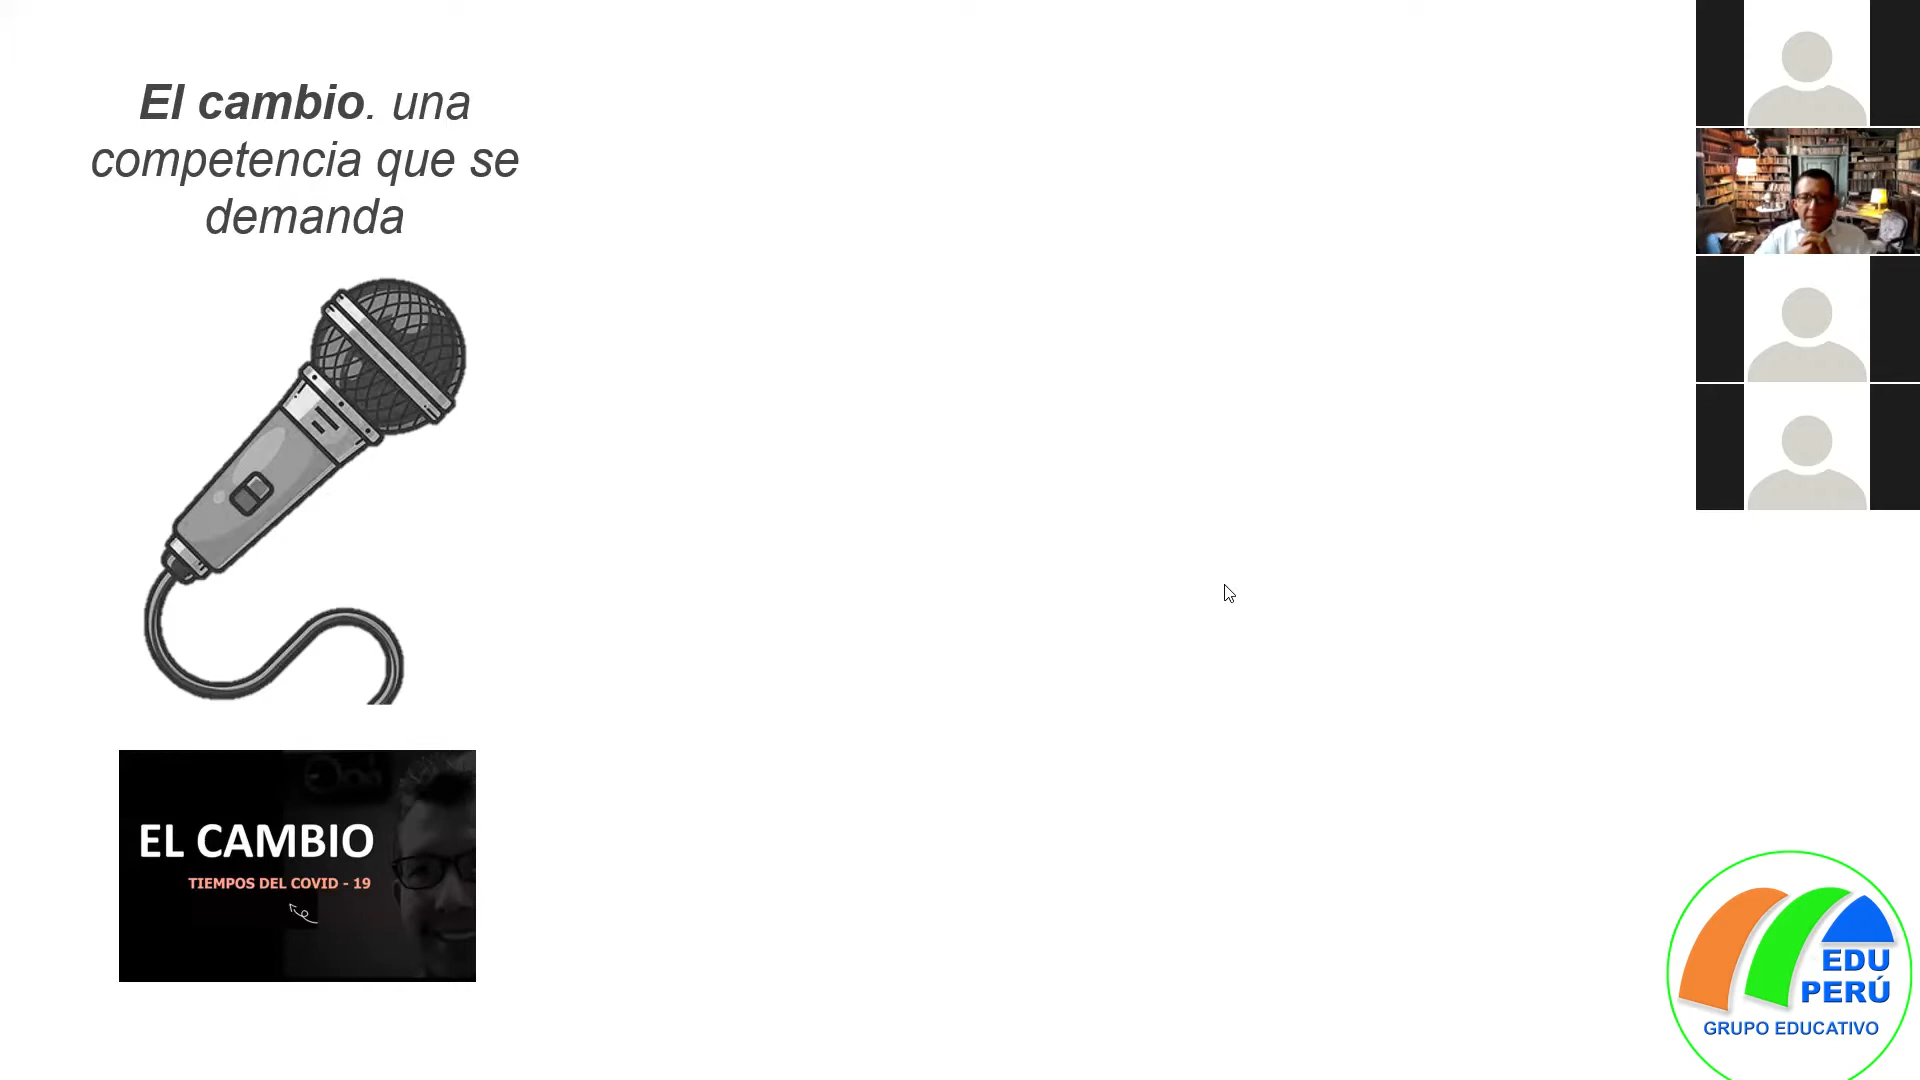 El cambio. una
competencia que se
demanda
EL CAMBIO
TIEMPOS DEL COVID - 19
EDU
PERÚ
GRUPO EDUCATIVO